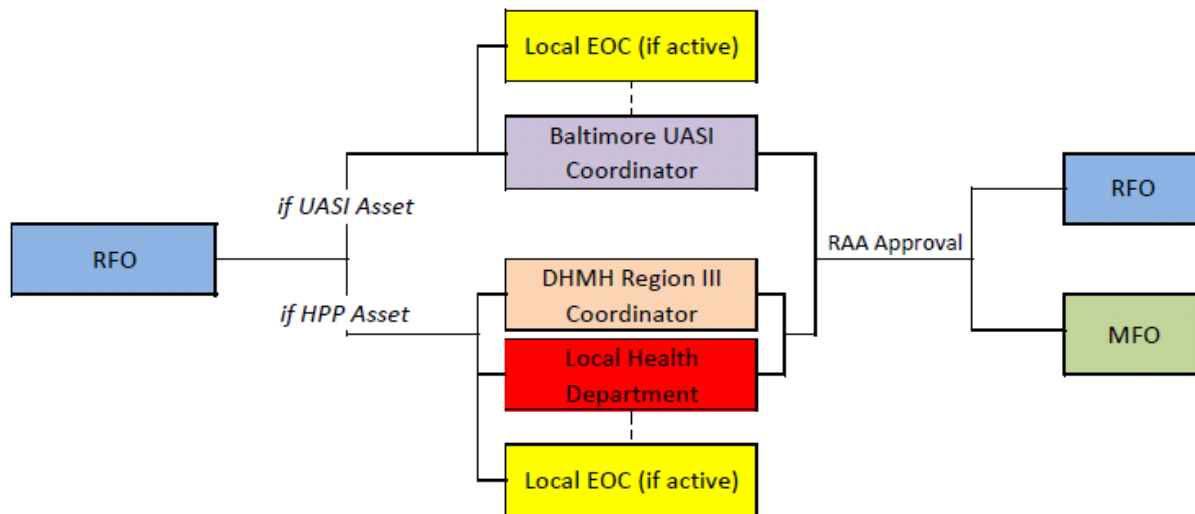 Local EOC (if active)
Baltimore UASI
Coordinator
if UASI Asset
RFO
if HPP Asset
DHMH Region III
Coordinator
Local Health
Department
Local EOC (if active)
RAA Approval
RFO
MFO